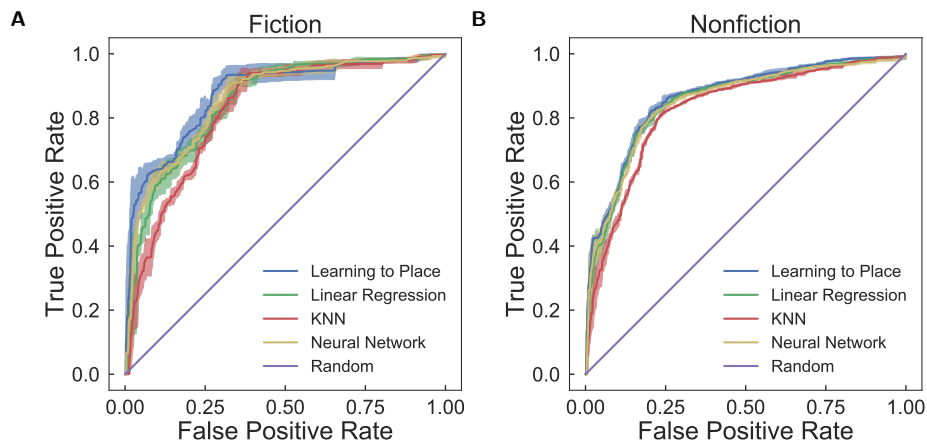 A
Fiction
True Positive Rate
1.0
0.8
0.6
0.4
0.2
0.0
Learning to Place
Linear Regression
KNN
Neural Network
Random
0.00 0.25 0.50 0.75 1.00
False Positive Rate
B
Nonfiction
True Positive Rate
1.0
0.8
0.6
0.4
0.2
0.0
Learning to Place
Linear Regression
KNN
Neural Network
Random
0.00 0.25 0.50 0.75 1.00
False Positive Rate